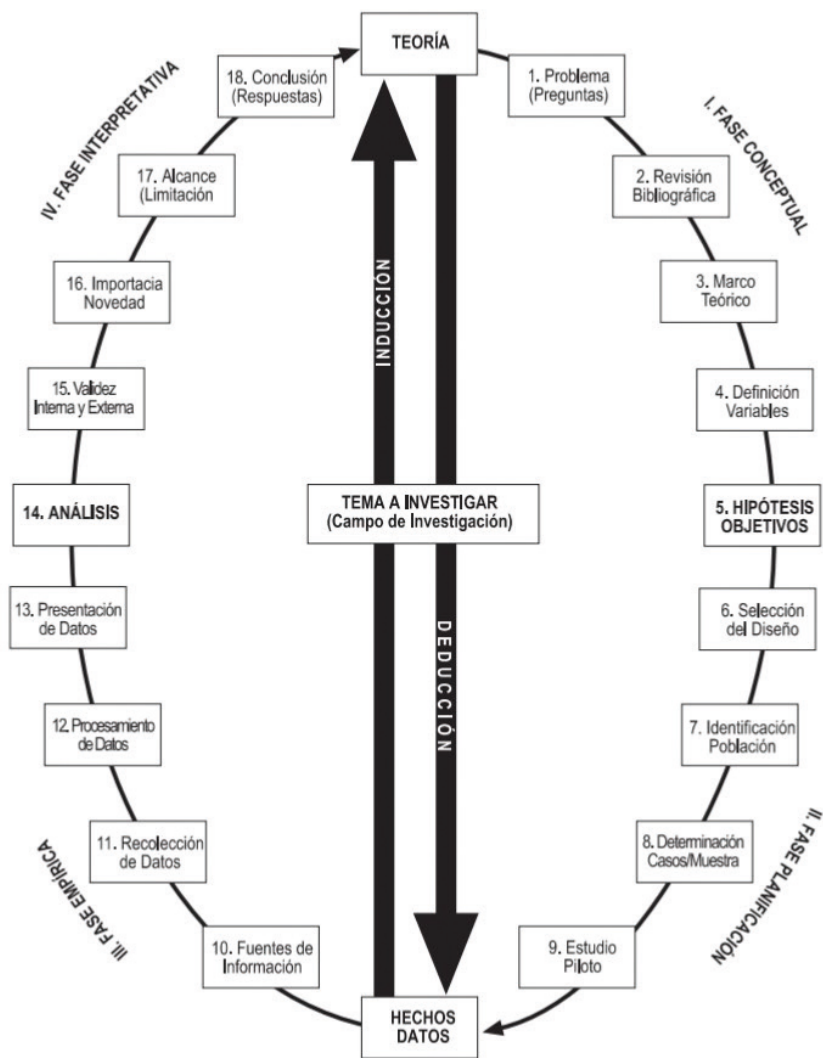 TEORÍA
1. Problema
(Preguntas)
I. FASE CONCEPTUAL
2. Revisión
Bibliográfica
3. Marco
Teórico
4. Definición
Variables
5. HIPÓTESIS
OBJETIVOS
6. Selección
del Diseño
7. Identificación
Población
8. Determinación
Casos/Muestra
II. FASE PLANIFICACIÓN
9. Estudio
Piloto
HECHOS
DATOS
10. Fuentes de
Información
III. FASE EMPÍRICA
11. Recolección
de Datos
12. Procesamiento
de Datos
13. Presentación
de Datos
14. ANÁLISIS
15. Validez
Interna y Externa
16. Importacia
Novedad
17. Alcance
(Limitación
IV. FASE INTERPRETATIVA
18. Conclusión
(Respuestas)
INDUCCIÓN
TEMA A INVESTIGAR
(Campo de Investigación)
DEDUCCIÓN